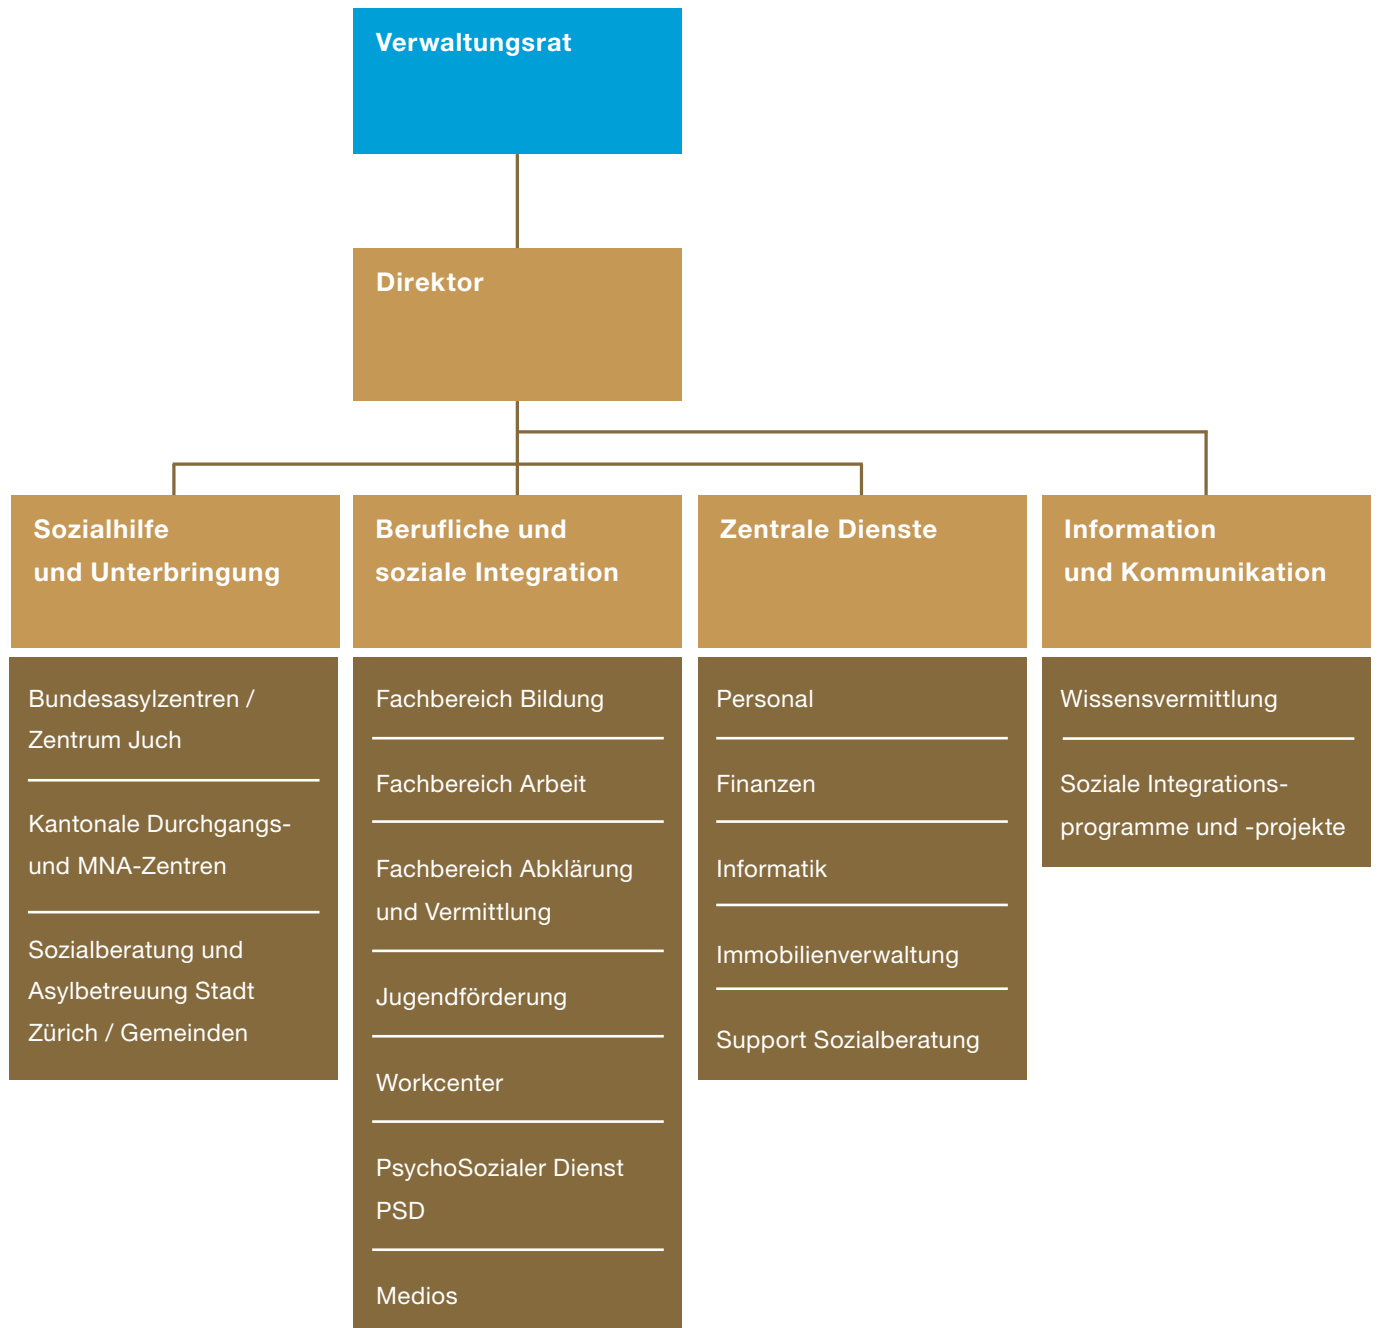 Verwaltungsrat
Direktor
Sozialhilfe
und Unterbringung
Bundesasylzentren /
Zentrum Juch
Kantonale Durchgangs-
und MNA-Zentren
Sozialberatung und
Asylbetreuung Stadt
Zürich / Gemeinden
Berufliche und
soziale Integration
Fachbereich Bildung
Fachbereich Arbeit
Fachbereich Abklärung
und Vermittlung
Jugendförderung
Workcenter
PsychoSozialer Dienst
PSD
Medios
Zentrale Dienste
Personal
Finanzen
Informatik
Immobilienverwaltung
Support Sozialberatung
Information
und Kommunikation
Wissensvermittlung
Soziale Integrations-
programme und -projekte